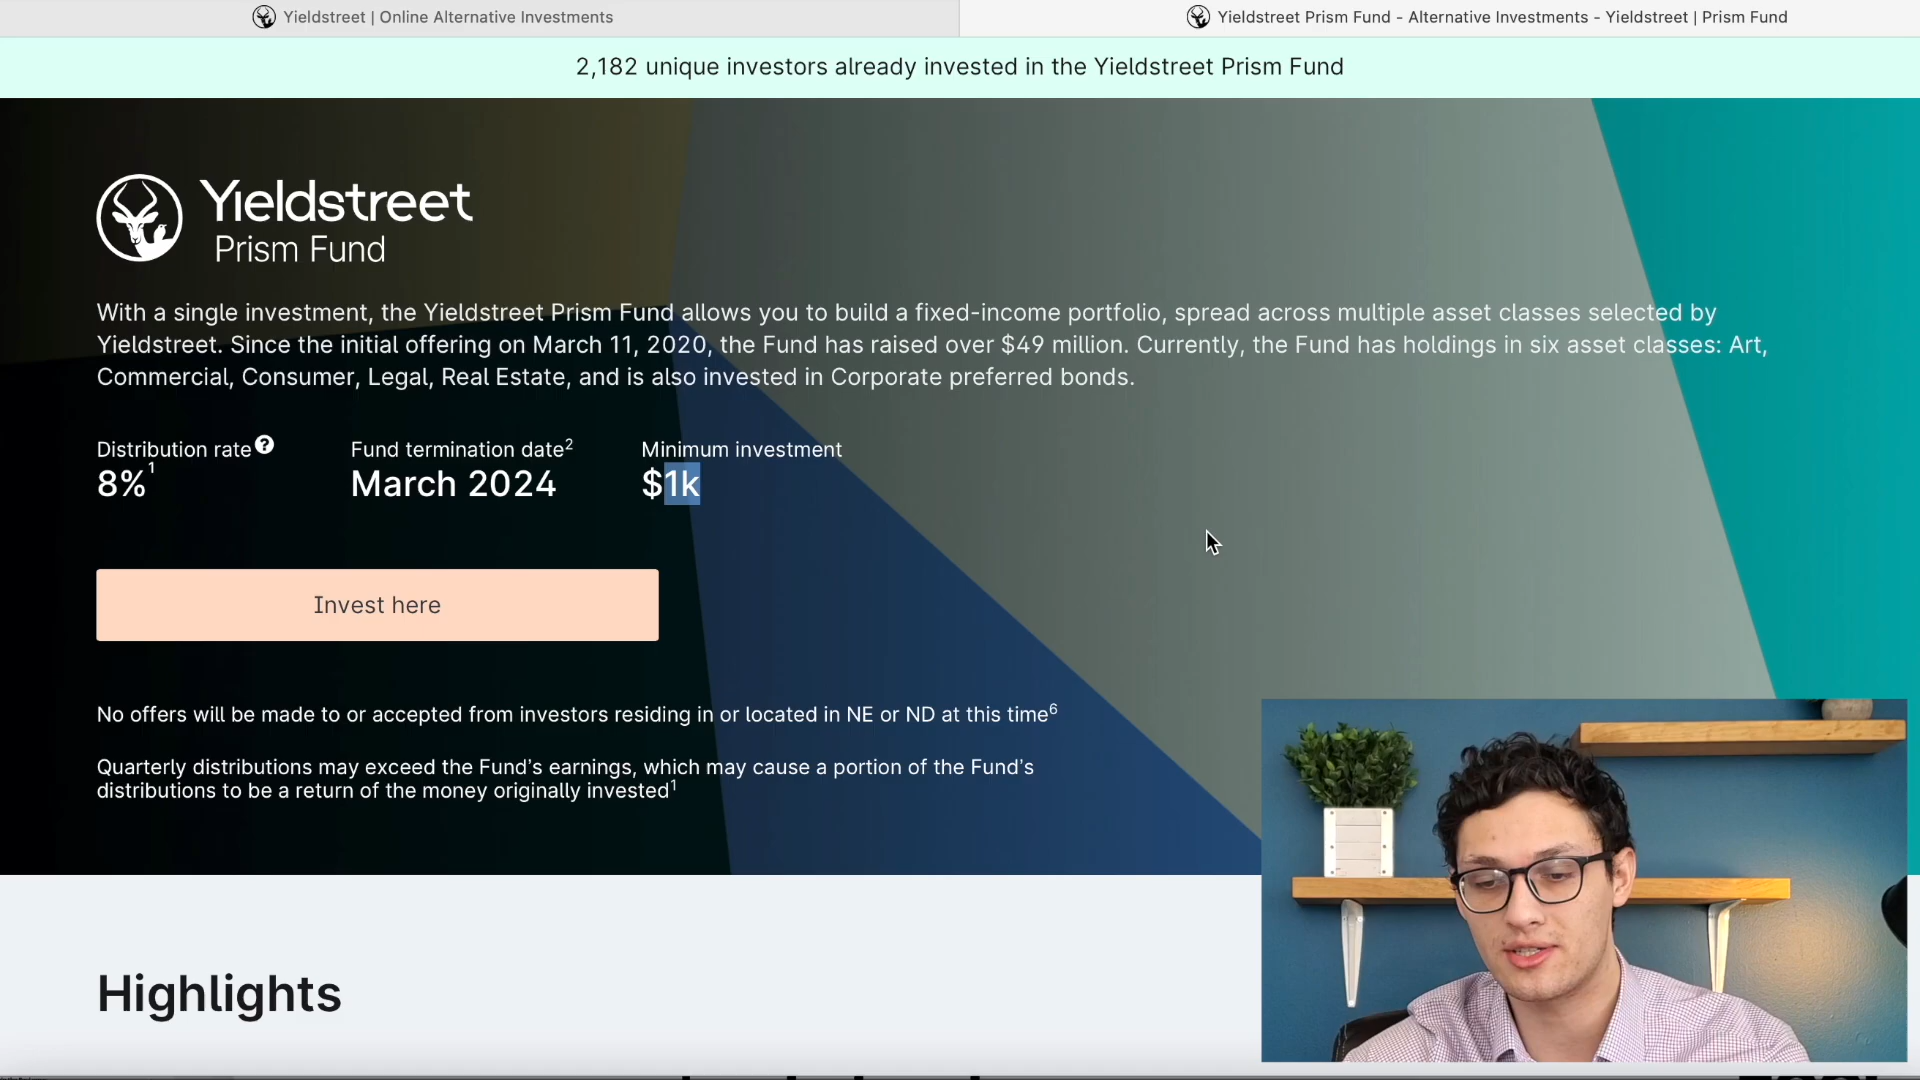 Yieldstreet | Online Alternative Investments
Yieldstreet Prism Fund - Alternative Investments - Yieldstreet | Prism Fund
2,182 unique investors already invested in the Yieldstreet Prism Fund
Yieldstreet
Prism Fund
With a single investment, the Yieldstreet Prism Fund allows you to build a fixed-income portfolio, spread across multiple asset classes selected by
Yieldstreet. Since the initial offering on March 11, 2020, the Fund has raised over $49 million. Currently, the Fund has holdings in six asset classes: Art,
Commercial, Consumer, Legal, Real Estate, and is also invested in Corporate preferred bonds.
Distribution rate ?
8%¹
Fund termination date²
March 2024
Minimum investment
$1k
Invest here
No offers will be made to or accepted from investors residing in or located in NE or ND at this time⁶
Quarterly distributions may exceed the Fund's earnings, which may cause a portion of the Fund's
distributions to be a return of the money originally invested¹
Highlights